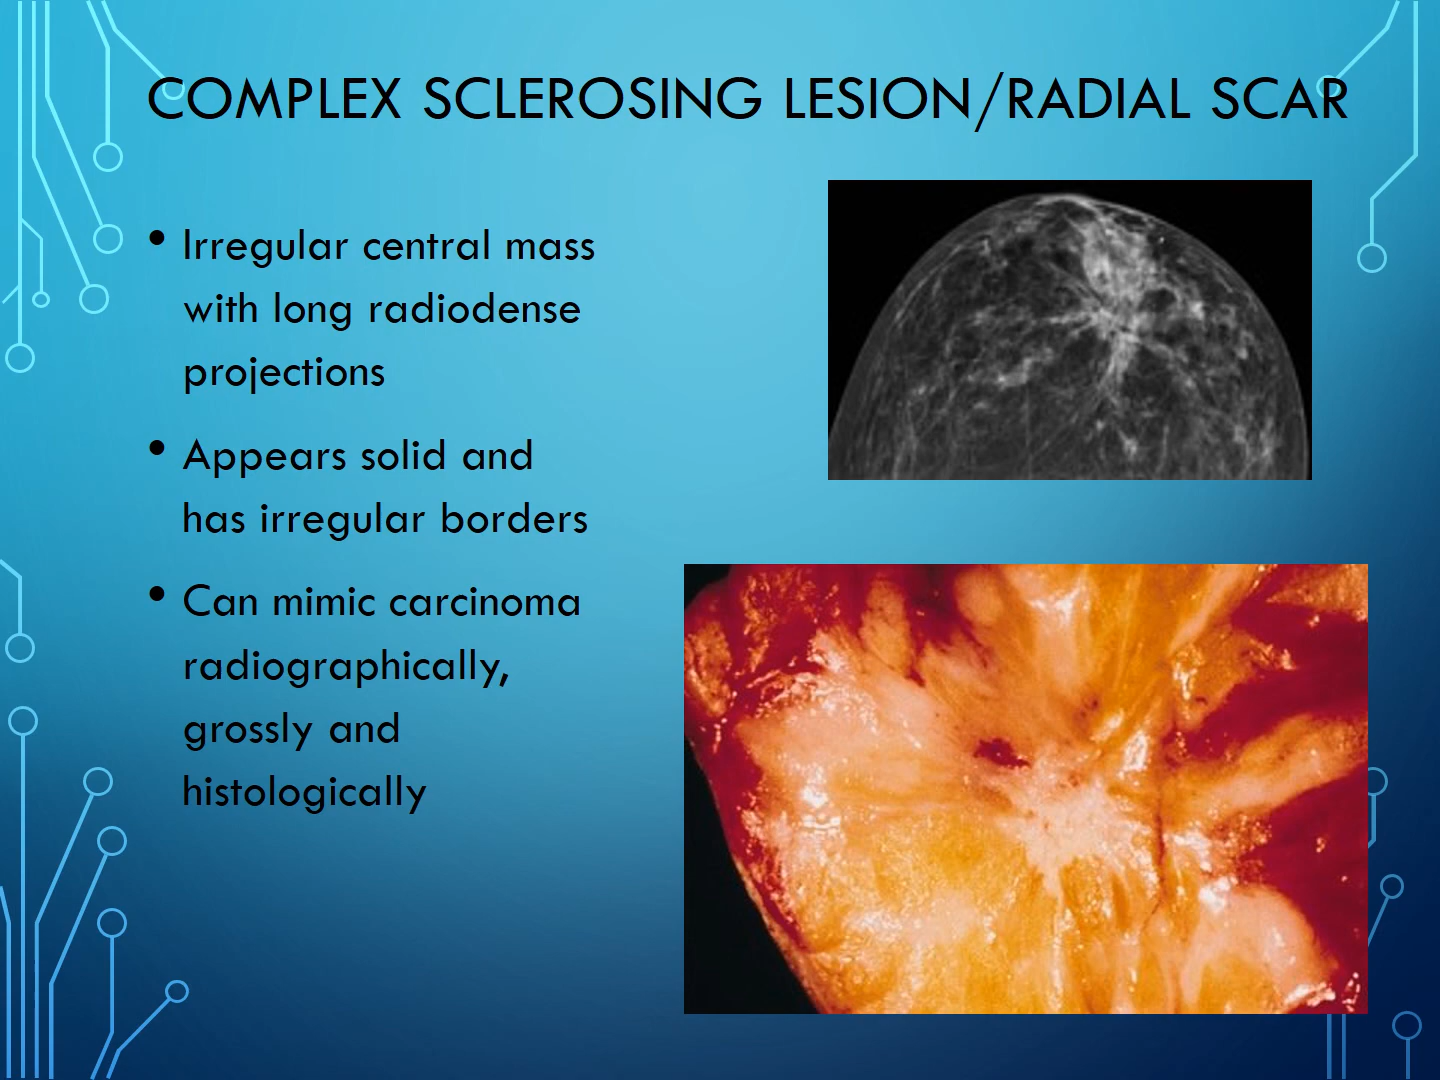 COMPLEX SCLEROSING LESION/RADIAL SCAR
• Irregular central mass
with long radiodense
projections
• Appears solid and
has irregular borders
• Can mimic carcinoma
radiographically,
grossly and
histologically